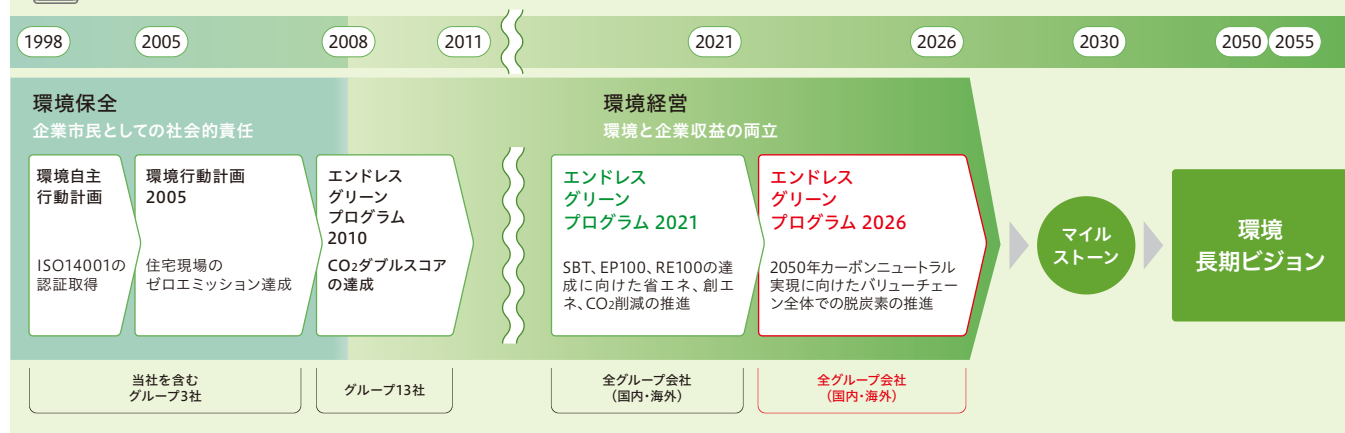 1998
2005
2008
2011
2021
2026
2030
2050
2055
環境保全
企業市民としての社会的責任
環境経営
環境と企業収益の両立
環境自主
行動計画
ISO14001の
認証取得
環境行動計画
2005
住宅現場の
ゼロエミッション達成
エンドレス
グリーン
プログラム
2010
CO₂ダブルスコア
の達成
エンドレス
グリーン
プログラム 2021
SBT、EP100、RE100の達
成に向けた省エネ、創エ
ネ、CO₂削減の推進
エンドレス
グリーン
プログラム 2026
2050年カーボンニュートラル
実現に向けたバリューチェー
ン全体での脱炭素の推進
マイル
ストーン
環境
長期ビジョン
当社を含む
グループ3社
グループ13社
全グループ会社
(国内・海外)
全グループ会社
(国内・海外)